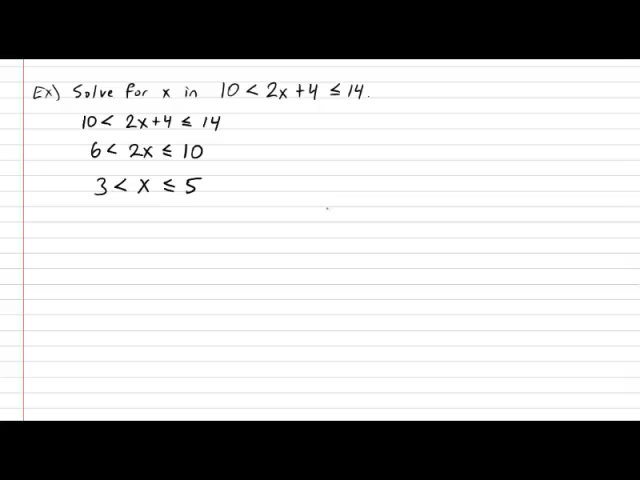 Ex) Solve for x in 10 < 2x + 4 ≤ 14.
10 < 2x + 4 ≤ 14
6 < 2x ≤ 10
3 < x ≤ 5